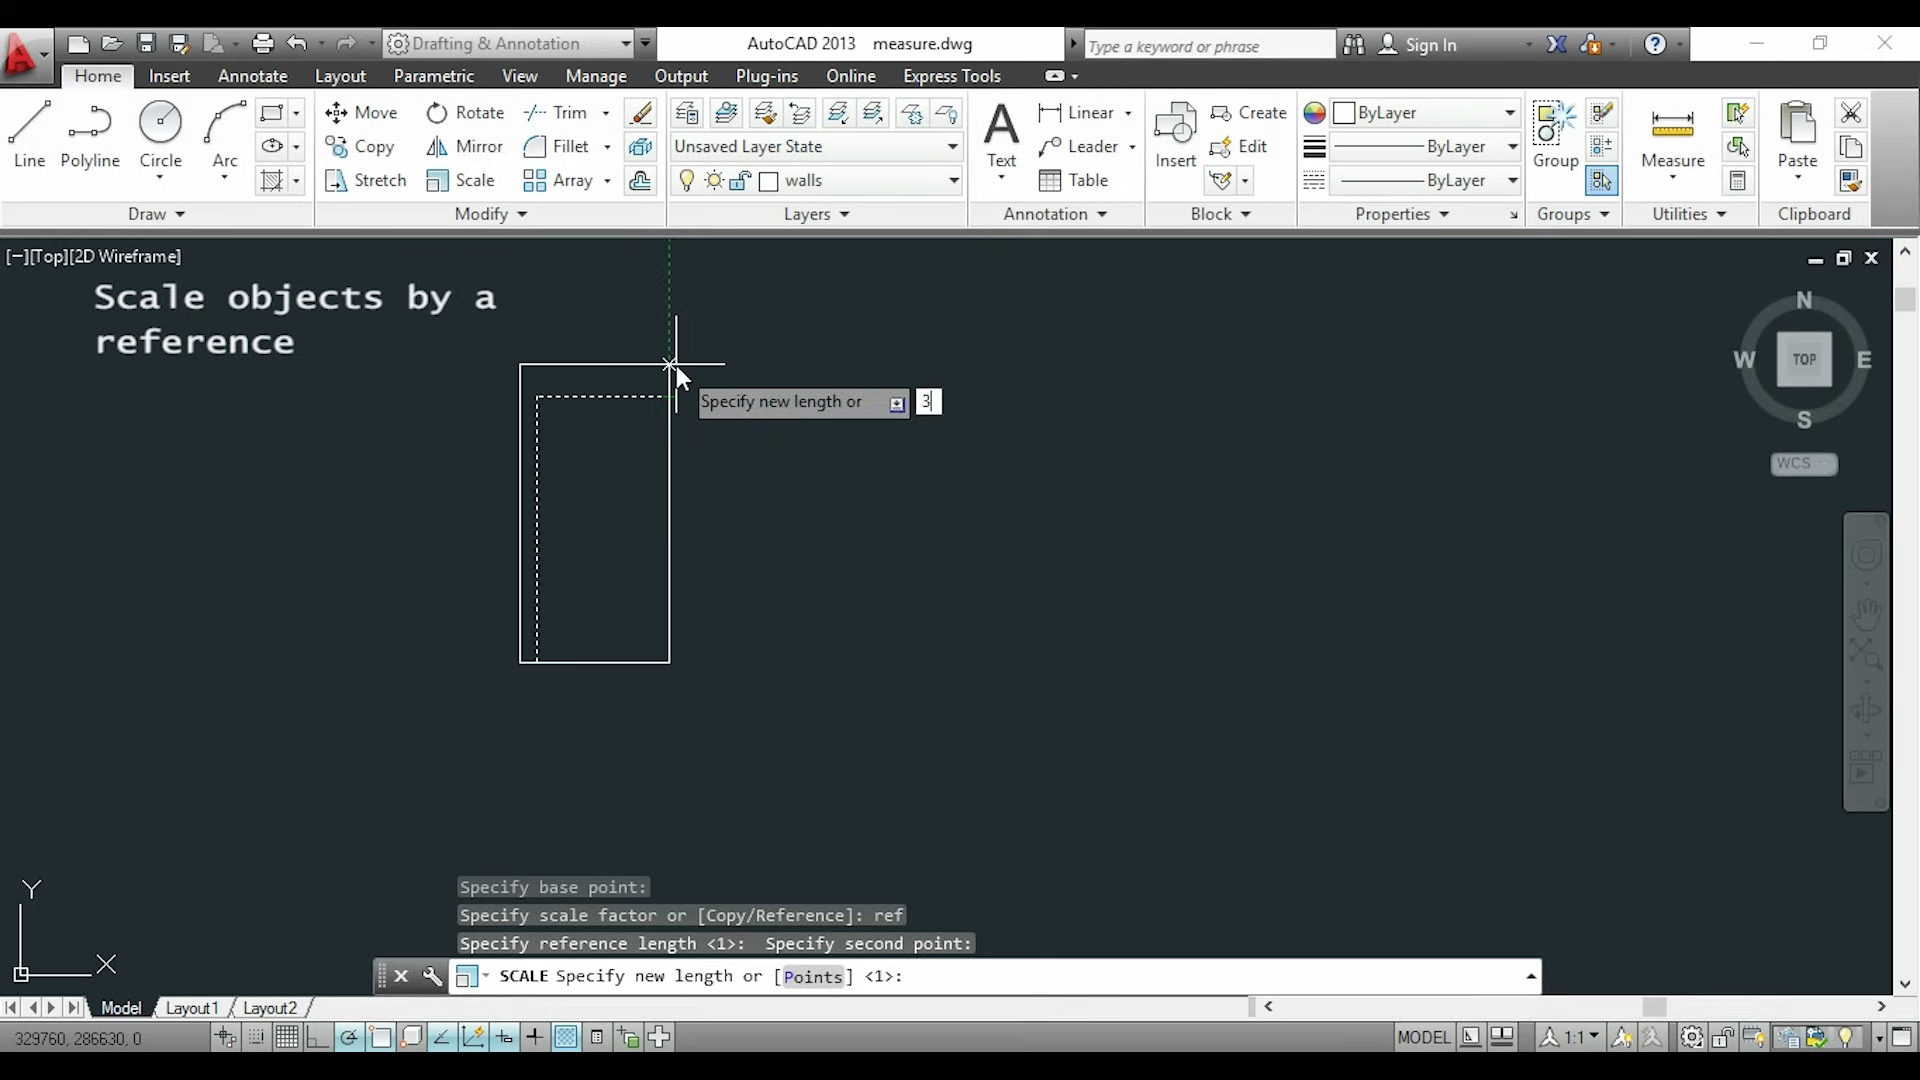 Drafting & Annotation
AutoCAD 2013 measure.dwg
Type a keyword or phrase
Sign In
Home Insert Annotate Layout Parametric View Manage Output Plug-ins Online Express Tools
Line Polyline Circle Arc
Move Rotate Trim
Copy Mirror Fillet
Stretch Scale Array
Unsaved Layer State
walls
Text
Linear
Leader
Table
Insert
Create
Edit
ByLayer
ByLayer
ByLayer
Group
Measure
Paste
Draw Modify Layers Annotation Block Properties Groups Utilities Clipboard
[−][Top][2D Wireframe]
Scale objects by a
reference
N
W TOP E
S
WCS
Specify new length or 3
Y
X
Specify base point:
Specify scale factor or [Copy/Reference]: ref
Specify reference length <1>: Specify second point:
SCALE Specify new length or [Points] <1>:
Model Layout1 Layout2
329760, 286630, 0
MODEL
1:1